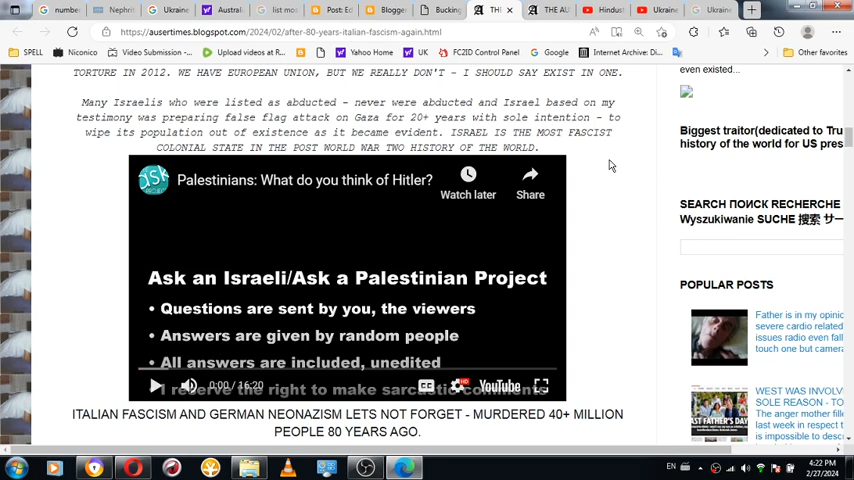 number
Nephrit
Ukraine
Austral
list mos
Post: Ed
Blogger
Bucking
THE AU
Hindust
Ukraine
Ukrain
https://ausertimes.blogspot.com/2024/02/after-80-years-italian-fascism-again.html
SPELL
Niconico
Video Submission -...
Upload videos at R...
Yahoo Home
UK
FC2ID Control Panel
Google
Internet Archive: Di...
Other favorites
TORTURE IN 2012. WE HAVE EUROPEAN UNION, BUT WE REALLY DON'T - I SHOULD SAY EXIST IN ONE.
Many Israelis who were listed as abducted - never were abducted and Israel based on my
testimony was preparing false flag attack on Gaza for 20+ years with sole intention - to
wipe its population out of existence as it became evident. ISRAEL IS THE MOST FASCIST
COLONIAL STATE IN THE POST WORLD WAR TWO HISTORY OF THE WORLD.
ask
Palestinians: What do you think of Hitler?
Watch later
Share
Ask an Israeli/Ask a Palestinian Project
• Questions are sent by you, the viewers
• Answers are given by random people
• All answers are included, unedited
• I reserve the right to make sarcastic comments
0:00 / 16:20
CC
HD
YouTube
ITALIAN FASCISM AND GERMAN NEONAZISM LETS NOT FORGET - MURDERED 40+ MILLION
PEOPLE 80 YEARS AGO.
even existed...
Biggest traitor(dedicated to Tru
history of the world for US pres
SEARCH ПОИСК RECHERCHE
Wyszukiwanie SUCHE 搜索 サー
POPULAR POSTS
Father is in my opinio
severe cardio related
issues radio even fall
touch one but camera
WEST WAS INVOLV
SOLE REASON - TO
The anger mother fille
last week in respect t
is impossible to desc
EN
4:22 PM
2/27/2024